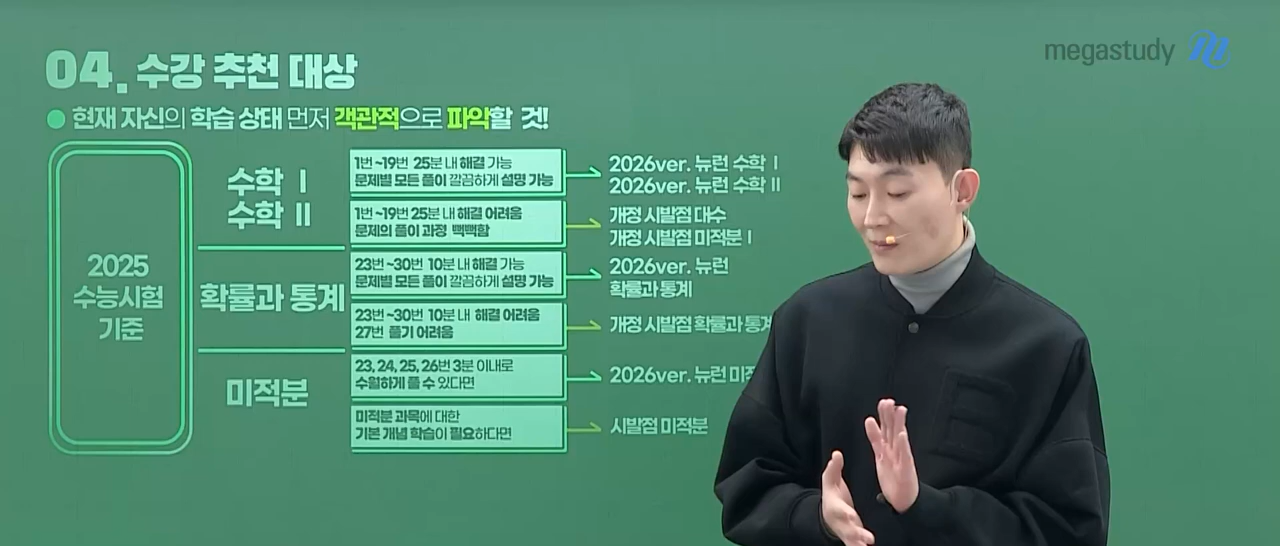 megastudy
04. 수강 추천 대상
현재 자신의 학습 상태 먼저 객관적으로 파악할 것!
2025
수능시험
기준
수학 Ⅰ
수학 Ⅱ
1번~19번 25분 내 해결 가능
문제별 모든 풀이 깔끔하게 설명 가능
2026ver. 뉴런 수학 Ⅰ
2026ver. 뉴런 수학 Ⅱ
1번~19번 25분 내 해결 어려움
문제의 풀이 과정 뻑뻑함
개정 시발점 대수
개정 시발점 미적분 Ⅰ
확률과 통계
23번~30번 10분 내 해결 가능
문제별 모든 풀이 깔끔하게 설명 가능
2026ver. 뉴런
확률과 통계
23번~30번 10분 내 해결 어려움
27번 풀기 어려움
개정 시발점 확률과 통계
미적분
23, 24, 25, 26번 3분 이내로
수월하게 풀 수 있다면
2026ver. 뉴런 미적
미적분 과목에 대한
기본 개념 학습이 필요하다면
시발점 미적분
B